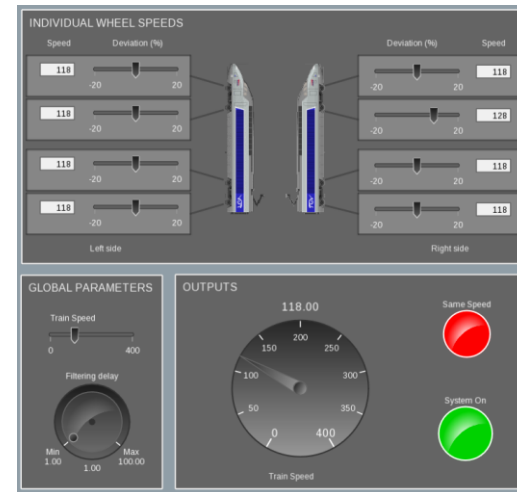 INDIVIDUAL WHEEL SPEEDS
Speed Deviation (%) Deviation (%) Speed
118 118
-20 20 -20 20
118 128
-20 20 -20 20
118 118
-20 20 -20 20
118 118
-20 20 -20 20
Left side Right side
GLOBAL PARAMETERS
Train Speed
0 400
Filtering delay
Min Max
1.00 100.00
1.00
OUTPUTS
118.00
0
50
100
150
200
250
300
350
400
Train Speed
Same Speed
System On